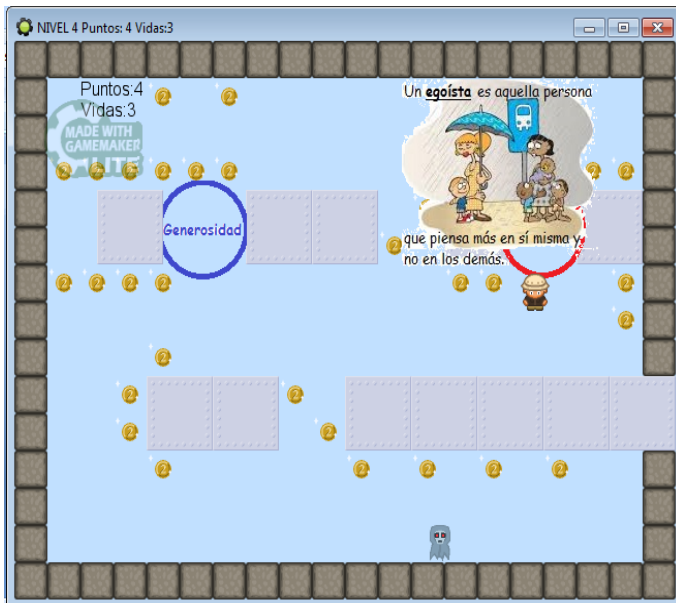 NIVEL 4 Puntos: 4 Vidas:3
Puntos:4
Vidas:3
MADE WITH
GAMEMAKER
LITE
Un egoísta es aquella persona
que piensa más en sí misma y
no en los demás.
Generosidad